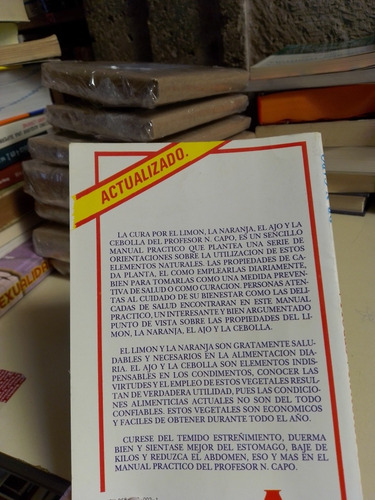 ACTUALIZADO.
LA CURA POR EL LIMON, LA NARANJA, EL AJO Y LA
CEBOLLA DEL PROFESOR N. CAPO, ES UN SENCILLO
MANUAL PRACTICO QUE PLANTEA UNA SERIE DE
ORIENTACIONES SOBRE LA UTILIZACION DE ESTOS
ELEMENTOS NATURALES. LAS PROPIEDADES DE CA-
DA PLANTA, EL COMO EMPLEARLAS DIARIAMENTE,
BIEN PARA TOMARLAS COMO UNA MEDIDA PREVEN-
TIVA DE SALUD O COMO CURACION, PERSONAS ATEN-
TAS AL CUIDADO DE SU BIENESTAR COMO LAS DELI-
CADAS DE SALUD ENCONTRARAN EN ESTE MANUAL
PRACTICO, UN INTERESANTE Y BIEN ARGUMENTADO
PUNTO DE VISTA SOBRE LAS PROPIEDADES DEL LI-
MON, LA NARANJA, EL AJO Y LA CEBOLLA.
EL LIMON Y LA NARANJA SON GRATAMENTE SALU-
DABLES Y NECESARIOS EN LA ALIMENTACION DIA-
RIA. EL AJO Y LA CEBOLLA SON ELEMENTOS INDIS-
PENSABLES EN LOS CONDIMENTOS, CONOCER LAS
VIRTUDES Y EL EMPLEO DE ESTOS VEGETALES RESUL-
TAN DE VERDADERA UTILIDAD, PUES LAS CONDICIO-
NES ALIMENTICIAS ACTUALES NO SON DEL TODO
CONFIABLES. ESTOS VEGETALES SON ECONOMICOS
Y FACILES DE OBTENER DURANTE TODO EL AÑO.
CURESE DEL TEMIDO ESTREÑIMIENTO, DUERMA
BIEN Y SIENTASE MEJOR DEL ESTOMAGO, BAJE DE
KILOS Y REDUZCA EL ABDOMEN, ESO Y MAS EN EL
MANUAL PRACTICO DEL PROFESOR N. CAPO.